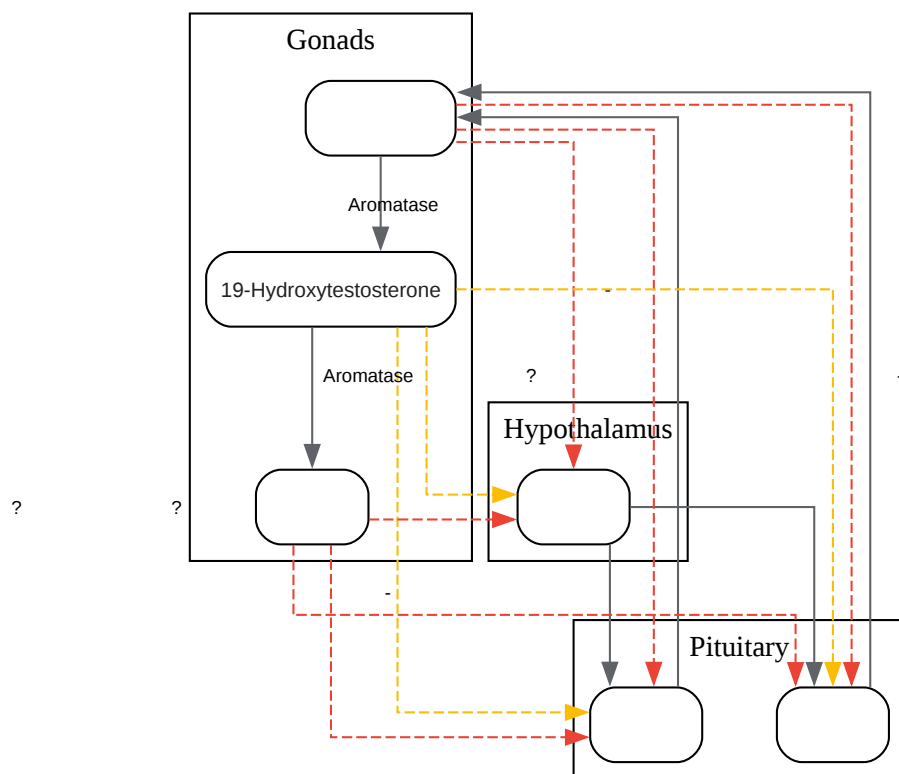 Gonads
Aromatase
19-Hydroxytestosterone
-
Aromatase
?
-
Hypothalamus
?
?
-
Pituitary